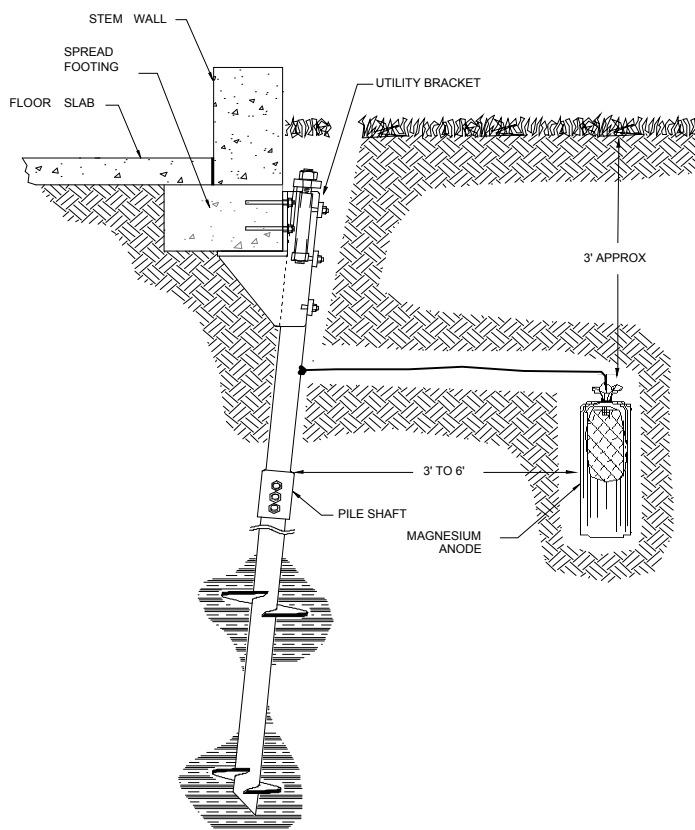 STEM WALL
SPREAD
FOOTING
UTILITY BRACKET
FLOOR SLAB
3' APPROX
3' TO 6'
PILE SHAFT
MAGNESIUM
ANODE